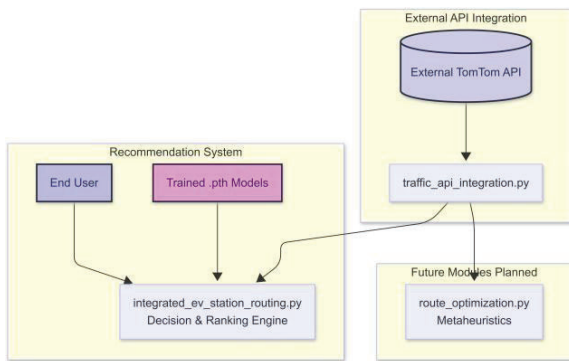 External API Integration
External TomTom API
traffic_api_integration.py
Recommendation System
End User
Trained .pth Models
integrated_ev_station_routing.py
Decision & Ranking Engine
Future Modules Planned
route_optimization.py
Metaheuristics